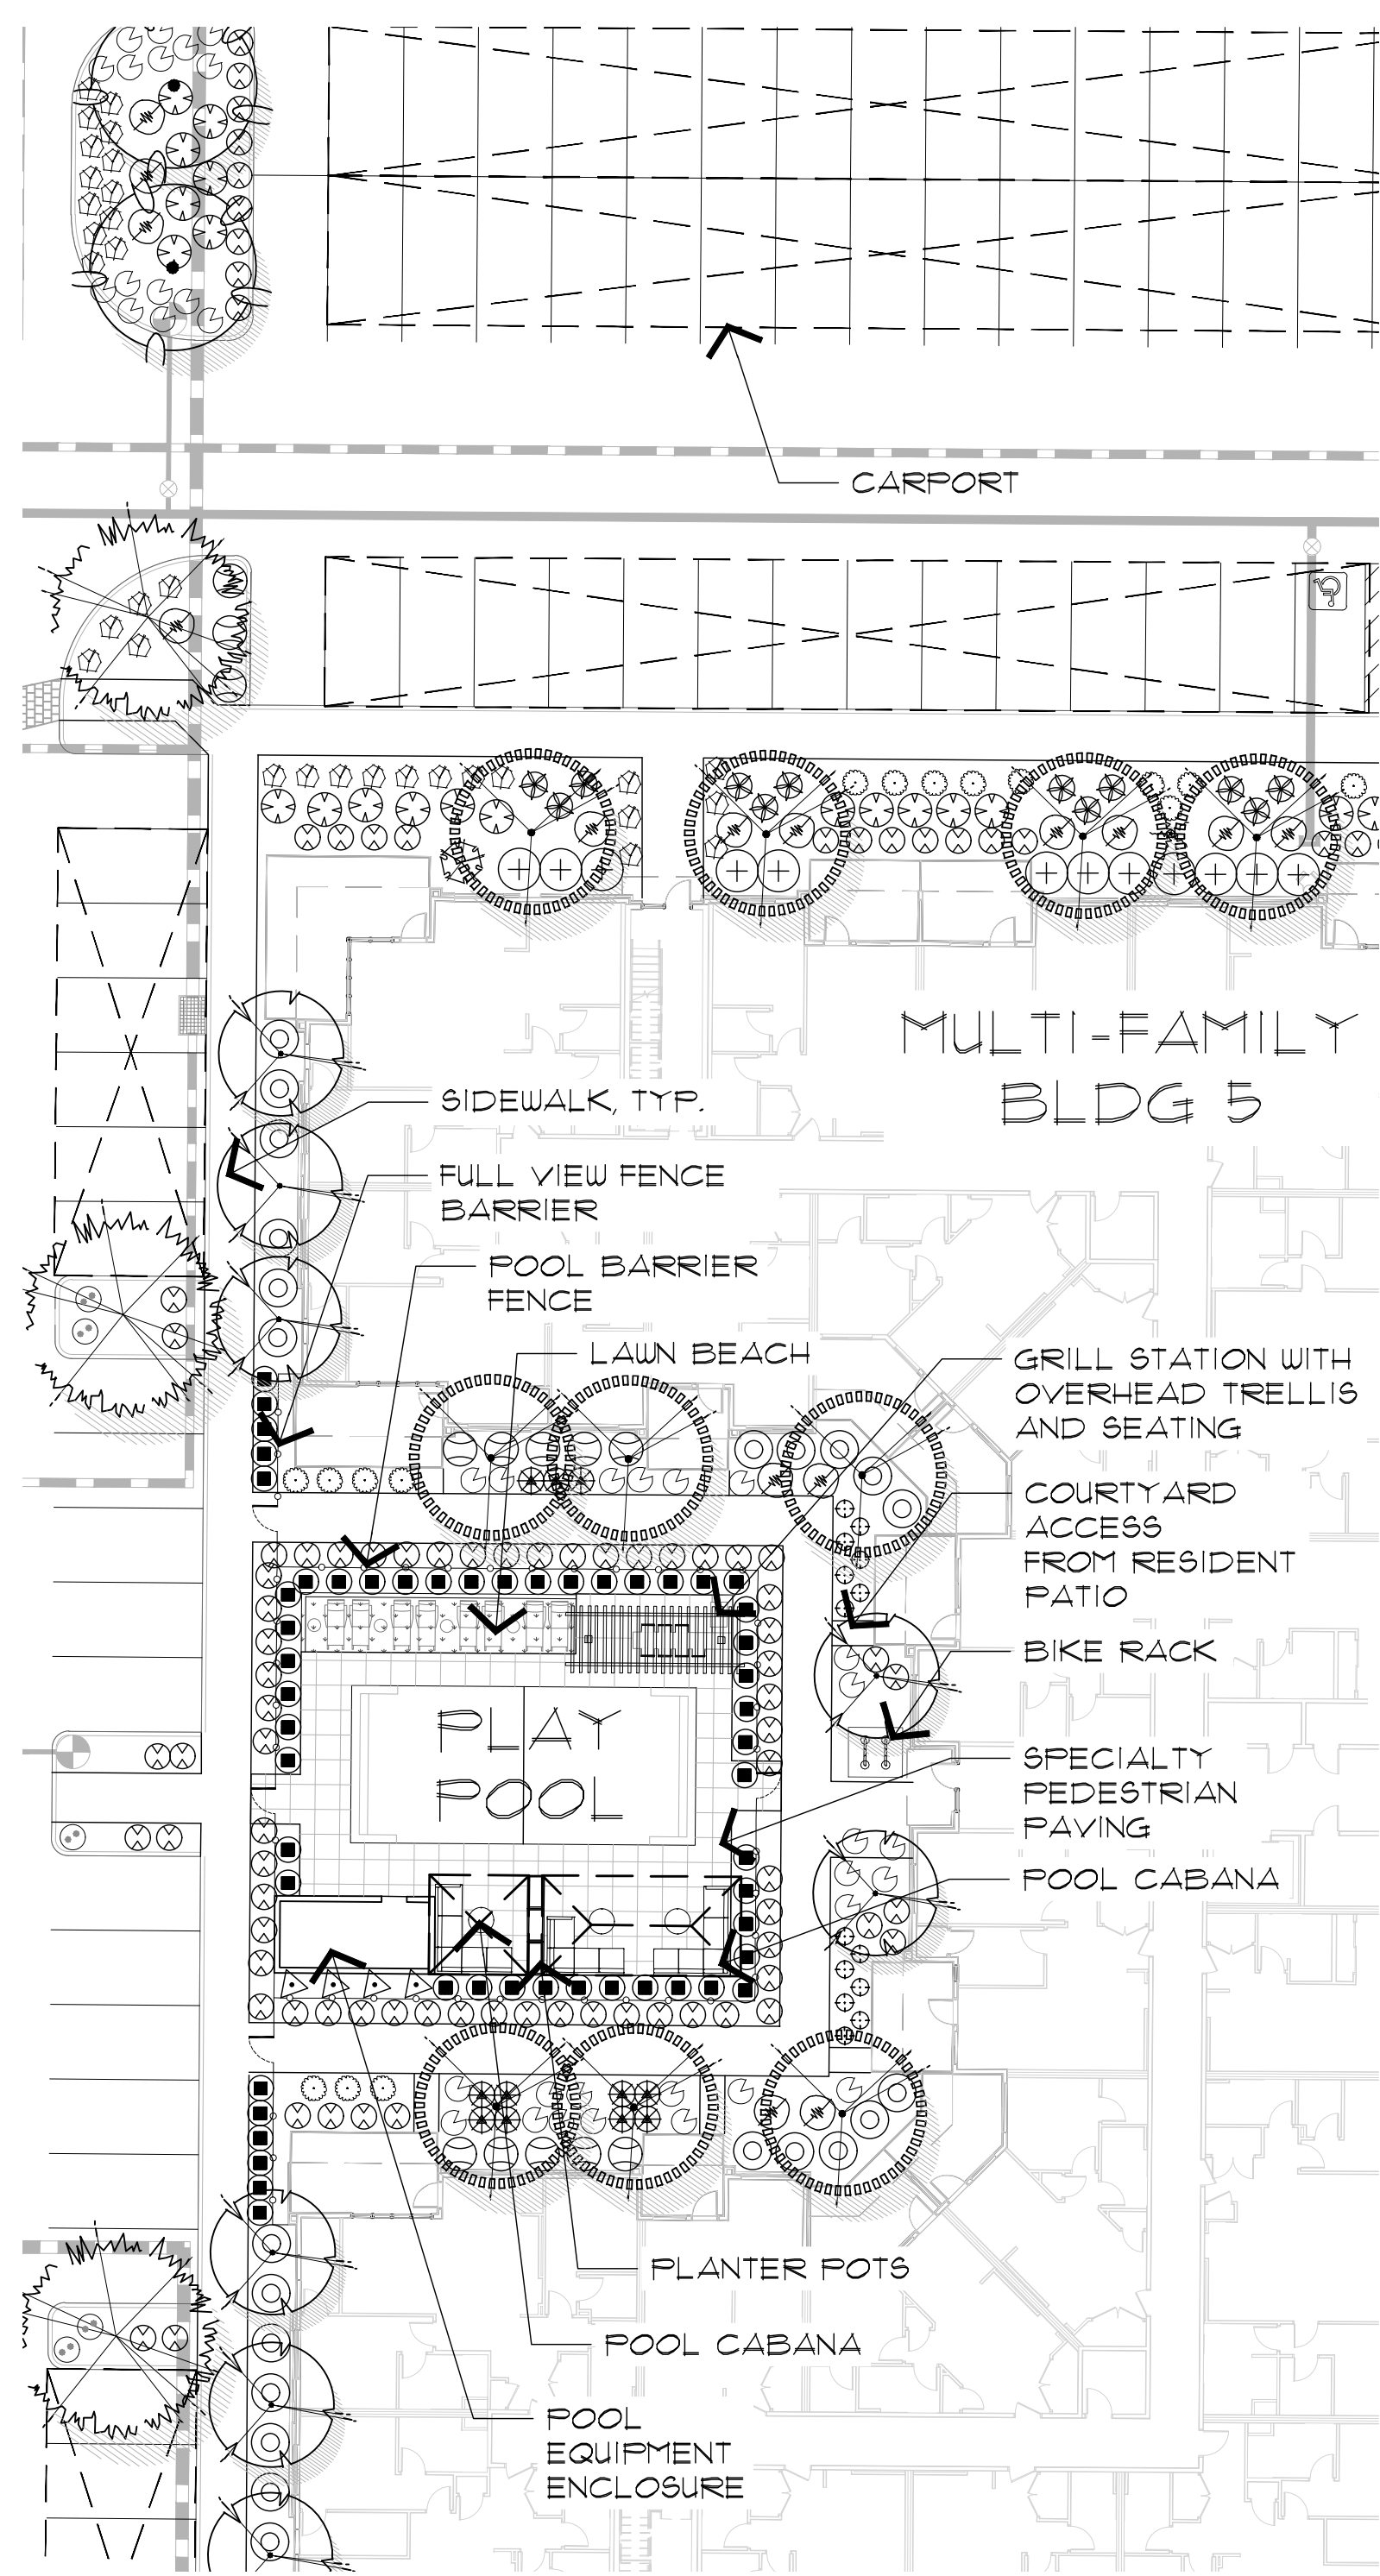 CARPORT
MULTI-FAMILY
BLDG 5
SIDEWALK, TYP.
FULL VIEW FENCE
BARRIER
POOL BARRIER
FENCE
LAWN BEACH
GRILL STATION WITH
OVERHEAD TRELLIS
AND SEATING
COURTYARD
ACCESS
FROM RESIDENT
PATIO
BIKE RACK
PLAY
POOL
SPECIALTY
PEDESTRIAN
PAVING
POOL CABANA
PLANTER POTS
POOL CABANA
POOL
EQUIPMENT
ENCLOSURE